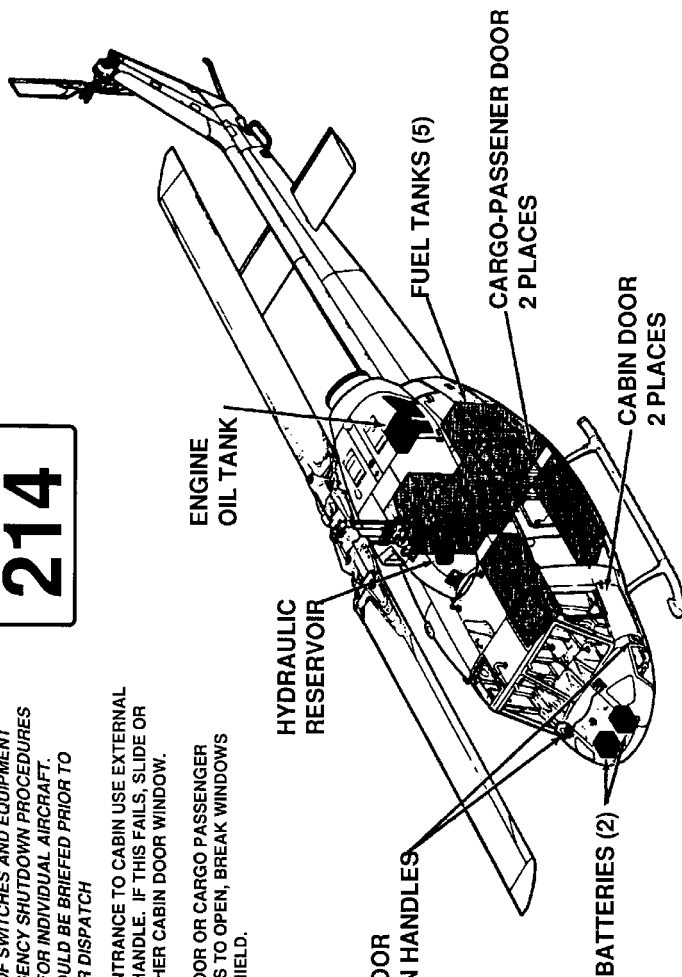 214
OF SWITCHES AND EQUIPMENT
GENCY SHUTDOWN PROCEDURES
FOR INDIVIDUAL AIRCRAFT.
OULD BE BRIEFED PRIOR TO
R DISPATCH
NTRANCE TO CABIN USE EXTERNAL
HANDLE. IF THIS FAILS, SLIDE OR
HER CABIN DOOR WINDOW.
OOR OR CARGO PASSENGER
S TO OPEN, BREAK WINDOWS
HIELD.
ENGINE
OIL TANK
HYDRAULIC
RESERVOIR
OOR
N HANDLES
BATTERIES (2)
FUEL TANKS (5)
CARGO-PASSENER DOOR
2 PLACES
CABIN DOOR
2 PLACES